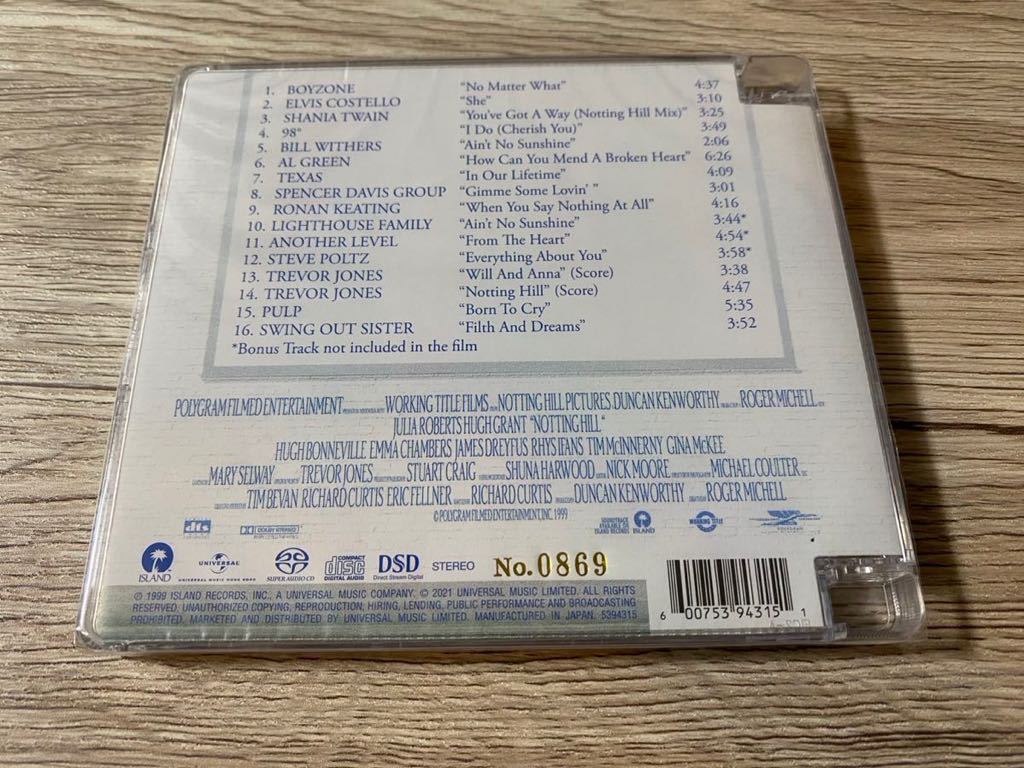 1. BOYZONE "No Matter What" 4:37
2. ELVIS COSTELLO "She" 3:10
3. SHANIA TWAIN "You've Got A Way (Notting Hill Mix)" 3:25
4. 98° "I Do (Cherish You)" 3:49
5. BILL WITHERS "Ain't No Sunshine" 2:06
6. AL GREEN "How Can You Mend A Broken Heart" 6:26
7. TEXAS "In Our Lifetime" 4:09
8. SPENCER DAVIS GROUP "Gimme Some Lovin' " 3:01
9. RONAN KEATING "When You Say Nothing At All" 4:16
10. LIGHTHOUSE FAMILY "Ain't No Sunshine" 3:44*
11. ANOTHER LEVEL "From The Heart" 4:54*
12. STEVE POLTZ "Everything About You" 3:58*
13. TREVOR JONES "Will And Anna" (Score) 3:38
14. TREVOR JONES "Notting Hill" (Score) 4:47
15. PULP "Born To Cry" 5:35
16. SWING OUT SISTER "Filth And Dreams" 3:52
*Bonus Track not included in the film
POLYGRAM FILMED ENTERTAINMENT WORKING TITLE FILMS NOTTING HILL PICTURES DUNCAN KENWORTHY ROGER MICHELL
JULIA ROBERTS HUGH GRANT "NOTTING HILL"
HUGH BONNEVILLE EMMA CHAMBERS JAMES DREYFUS RHYS IFANS TIM McINNERNY GINA McKEE
MARY SELWAY TREVOR JONES STUART CRAIG SHUNA HARWOOD NICK MOORE MICHAEL COULTER
TIM BEVAN RICHARD CURTIS ERIC FELLNER RICHARD CURTIS DUNCAN KENWORTHY ROGER MICHELL
©POLYGRAM FILMED ENTERTAINMENT, INC. 1999
dts DOLBY STEREO SOUNDTRACK AVAILABLE ON ISLAND RECORDS ISLAND WORKING TITLE
ISLAND UNIVERSAL UNIVERSAL MUSIC HONG KONG SUPER AUDIO CD COMPACT disc DIGITAL AUDIO DSD Direct Stream Digital STEREO No.0869
℗ 1999 ISLAND RECORDS, INC., A UNIVERSAL MUSIC COMPANY. © 2021 UNIVERSAL MUSIC LIMITED. ALL RIGHTS
RESERVED. UNAUTHORIZED COPYING, REPRODUCTION, HIRING, LENDING, PUBLIC PERFORMANCE AND BROADCASTING
PROHIBITED. MARKETED AND DISTRIBUTED BY UNIVERSAL MUSIC LIMITED. MANUFACTURED IN JAPAN. 5394315
6 00753 94315 1